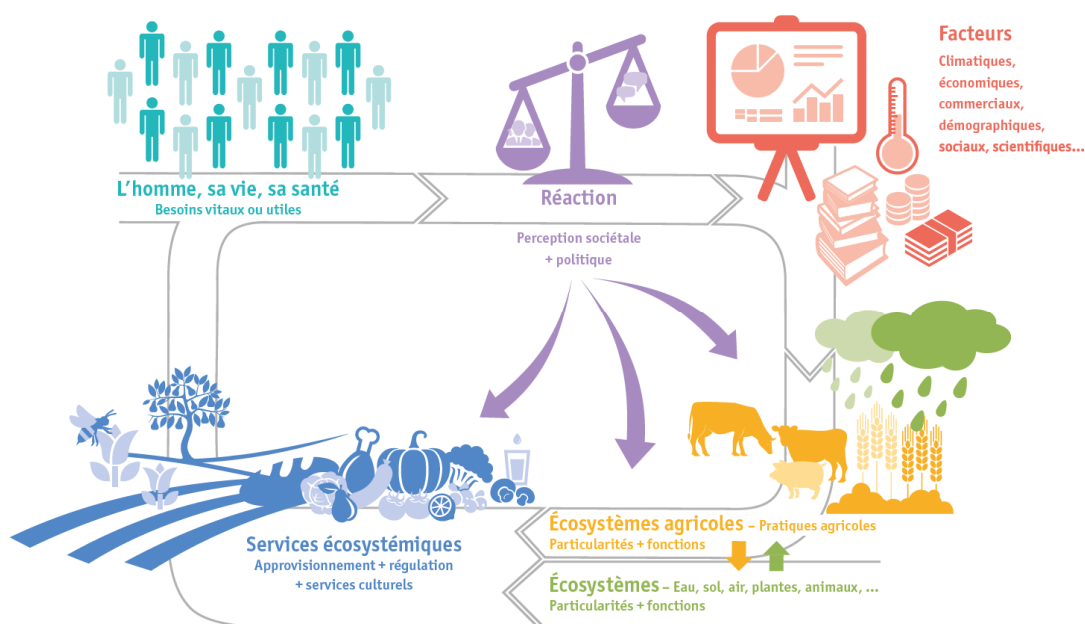 Facteurs
Climatiques,
économiques,
commerciaux,
démographiques,
sociaux, scientifiques...
L’homme, sa vie, sa santé
Besoins vitaux ou utiles
Réaction
Perception sociétale
+ politique
Services écosystémiques
Approvisionnement + régulation
+ services culturels
Écosystèmes agricoles – Pratiques agricoles
Particularités + fonctions
Écosystèmes – Eau, sol, air, plantes, animaux, ...
Particularités + fonctions